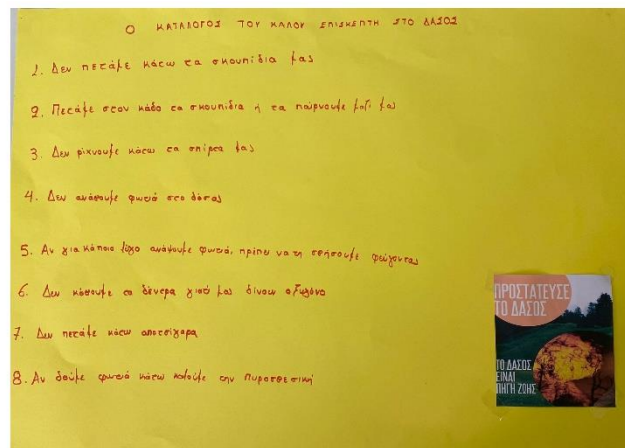 Ο ΚΑΤΑΛΟΓΟΣ ΤΟΥ ΚΑΛΟΥ ΕΠΙΣΚΕΠΤΗ ΣΤΟ ΔΑΣΟΣ
1. Δεν πετάμε κάτω τα σκουπίδια μας
2. Πετάμε στον κάδο τα σκουπίδια ή τα παίρνουμε μαζί μας
3. Δεν ρίχνουμε κάτω τα σπίρτα μας
4. Δεν ανάβουμε φωτιά στο δάσος
5. Αν για κάποιο λόγο ανάψουμε φωτιά, πρέπει να τη σβήσουμε φεύγοντας
6. Δεν κόβουμε τα δέντρα γιατί μας δίνουν οξυγόνο
7. Δεν πετάμε κάτω αποτσίγαρα
8. Αν δούμε φωτιά κάτω καλούμε την Πυροσβεστική
ΠΡΟΣΤΑΤΕΥΣΕ
ΤΟ ΔΑΣΟΣ
ΤΟ ΔΑΣΟΣ
ΕΙΝΑΙ
ΠΗΓΗ ΖΩΗΣ